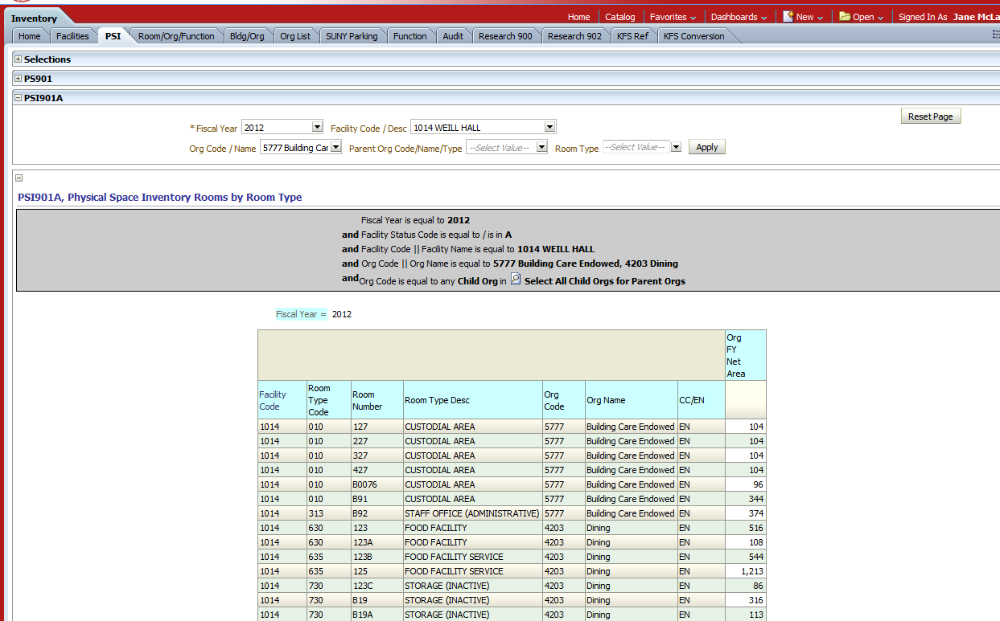 Inventory
Home Catalog Favorites Dashboards New Open Signed In As Jane McLa
Home Facilities PSI Room/Org/Function Bldg/Org Org List SUNY Parking Function Audit Research 900 Research 902 KFS Ref KFS Conversion
Selections
PS901
PSI901A
Reset Page
* Fiscal Year 2012 Facility Code / Desc 1014 WEILL HALL
Org Code / Name 5777 Building Car Parent Org Code/Name/Type --Select Value-- Room Type --Select Value-- Apply
PSI901A, Physical Space Inventory Rooms by Room Type
Fiscal Year is equal to 2012
and Facility Status Code is equal to / is in A
and Facility Code || Facility Name is equal to 1014 WEILL HALL
and Org Code || Org Name is equal to 5777 Building Care Endowed, 4203 Dining
and Org Code is equal to any Child Org in Select All Child Orgs for Parent Orgs
Fiscal Year = 2012
Org FY Net Area
Facility Code Room Type Code Room Number Room Type Desc Org Code Org Name CC/EN
1014 010 127 CUSTODIAL AREA 5777 Building Care Endowed EN 104
1014 010 227 CUSTODIAL AREA 5777 Building Care Endowed EN 104
1014 010 327 CUSTODIAL AREA 5777 Building Care Endowed EN 104
1014 010 427 CUSTODIAL AREA 5777 Building Care Endowed EN 104
1014 010 B0076 CUSTODIAL AREA 5777 Building Care Endowed EN 96
1014 010 B91 CUSTODIAL AREA 5777 Building Care Endowed EN 344
1014 313 B92 STAFF OFFICE (ADMINISTRATIVE) 5777 Building Care Endowed EN 374
1014 630 123 FOOD FACILITY 4203 Dining EN 516
1014 630 123A FOOD FACILITY 4203 Dining EN 108
1014 635 123B FOOD FACILITY SERVICE 4203 Dining EN 544
1014 635 125 FOOD FACILITY SERVICE 4203 Dining EN 1,213
1014 730 123C STORAGE (INACTIVE) 4203 Dining EN 86
1014 730 B19 STORAGE (INACTIVE) 4203 Dining EN 316
1014 730 B19A STORAGE (INACTIVE) 4203 Dining EN 113